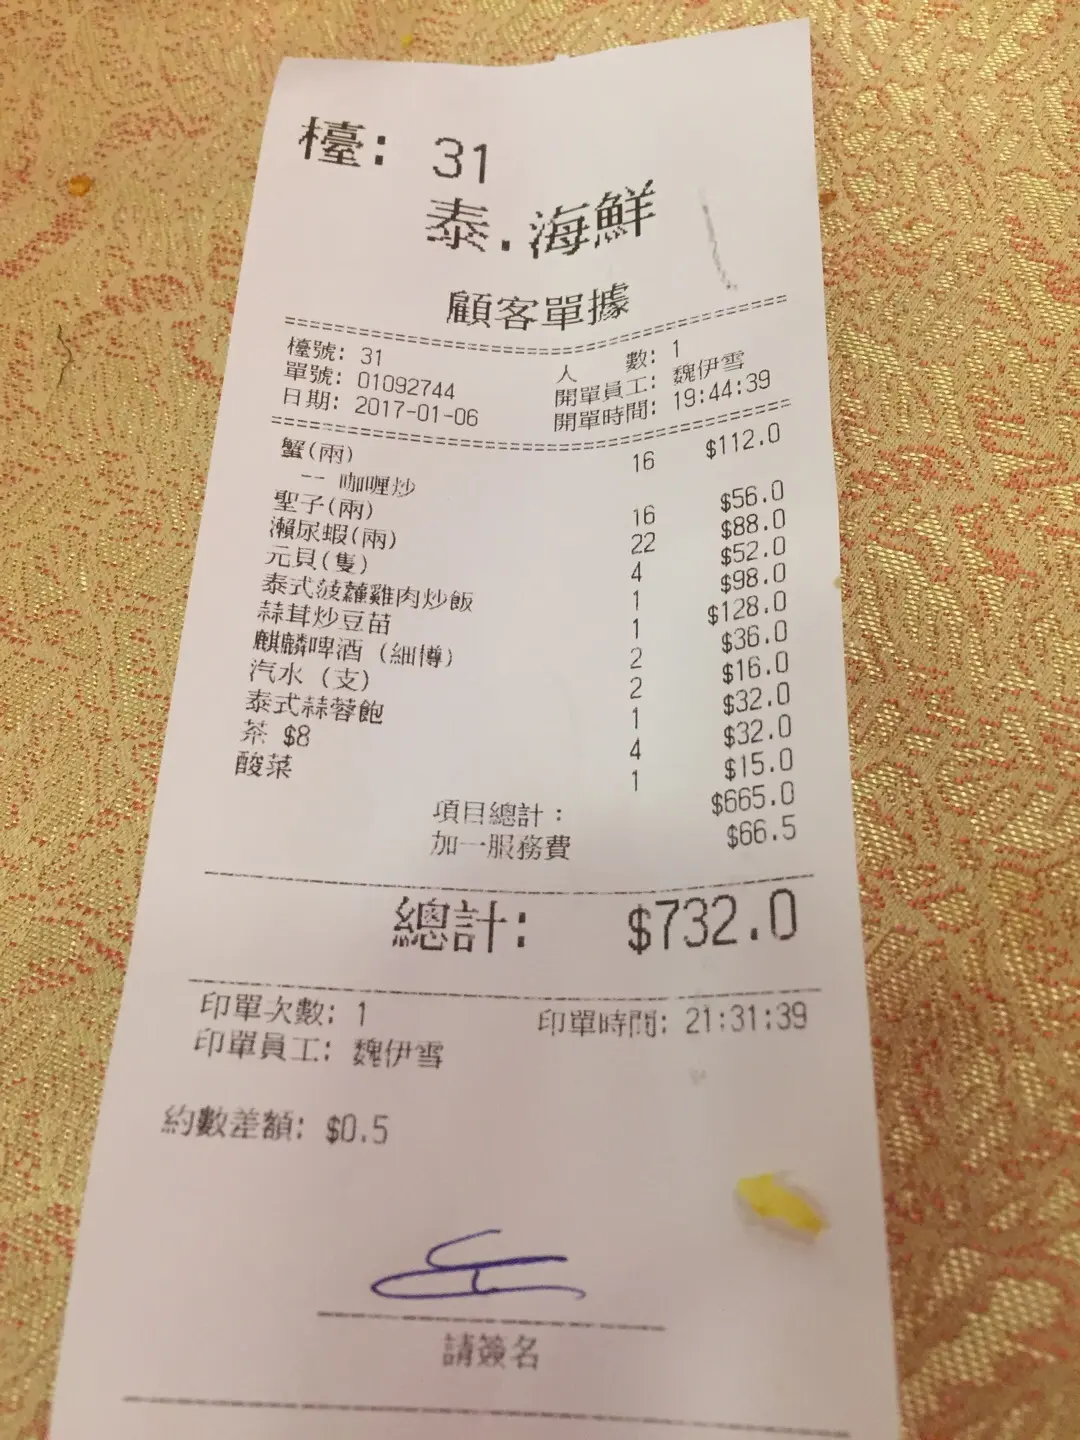 檯: 31
泰.海鮮
顧客單據
檯號: 31 人 數: 1
單號: 01092744 開單員工: 魏伊雪
日期: 2017-01-06 開單時間: 19:44:39
蟹(兩) 16 $112.0
-- 咖喱炒
聖子(兩) 16 $56.0
瀨尿蝦(兩) 22 $88.0
元貝(隻) 4 $52.0
泰式菠蘿雞肉炒飯 1 $98.0
蒜茸炒豆苗 1 $128.0
麒麟啤酒 (細樽) 2 $36.0
汽水 (支) 2 $16.0
泰式蒜蓉飽 1 $32.0
茶 $8 4 $32.0
酸菜 1 $15.0
項目總計: $665.0
加一服務費 $66.5
總計: $732.0
印單次數: 1 印單時間: 21:31:39
印單員工: 魏伊雪
約數差額: $0.5
請簽名